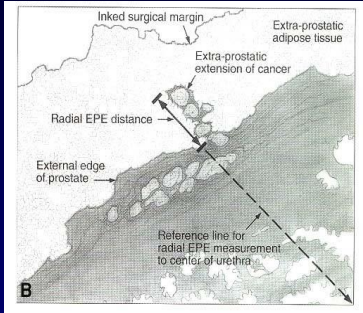 Inked surgical margin
Extra-prostatic
adipose tissue
Extra-prostatic
extension of cancer
Radial EPE distance
External edge
of prostate
Reference line for
radial EPE measurement
to center of urethra
B